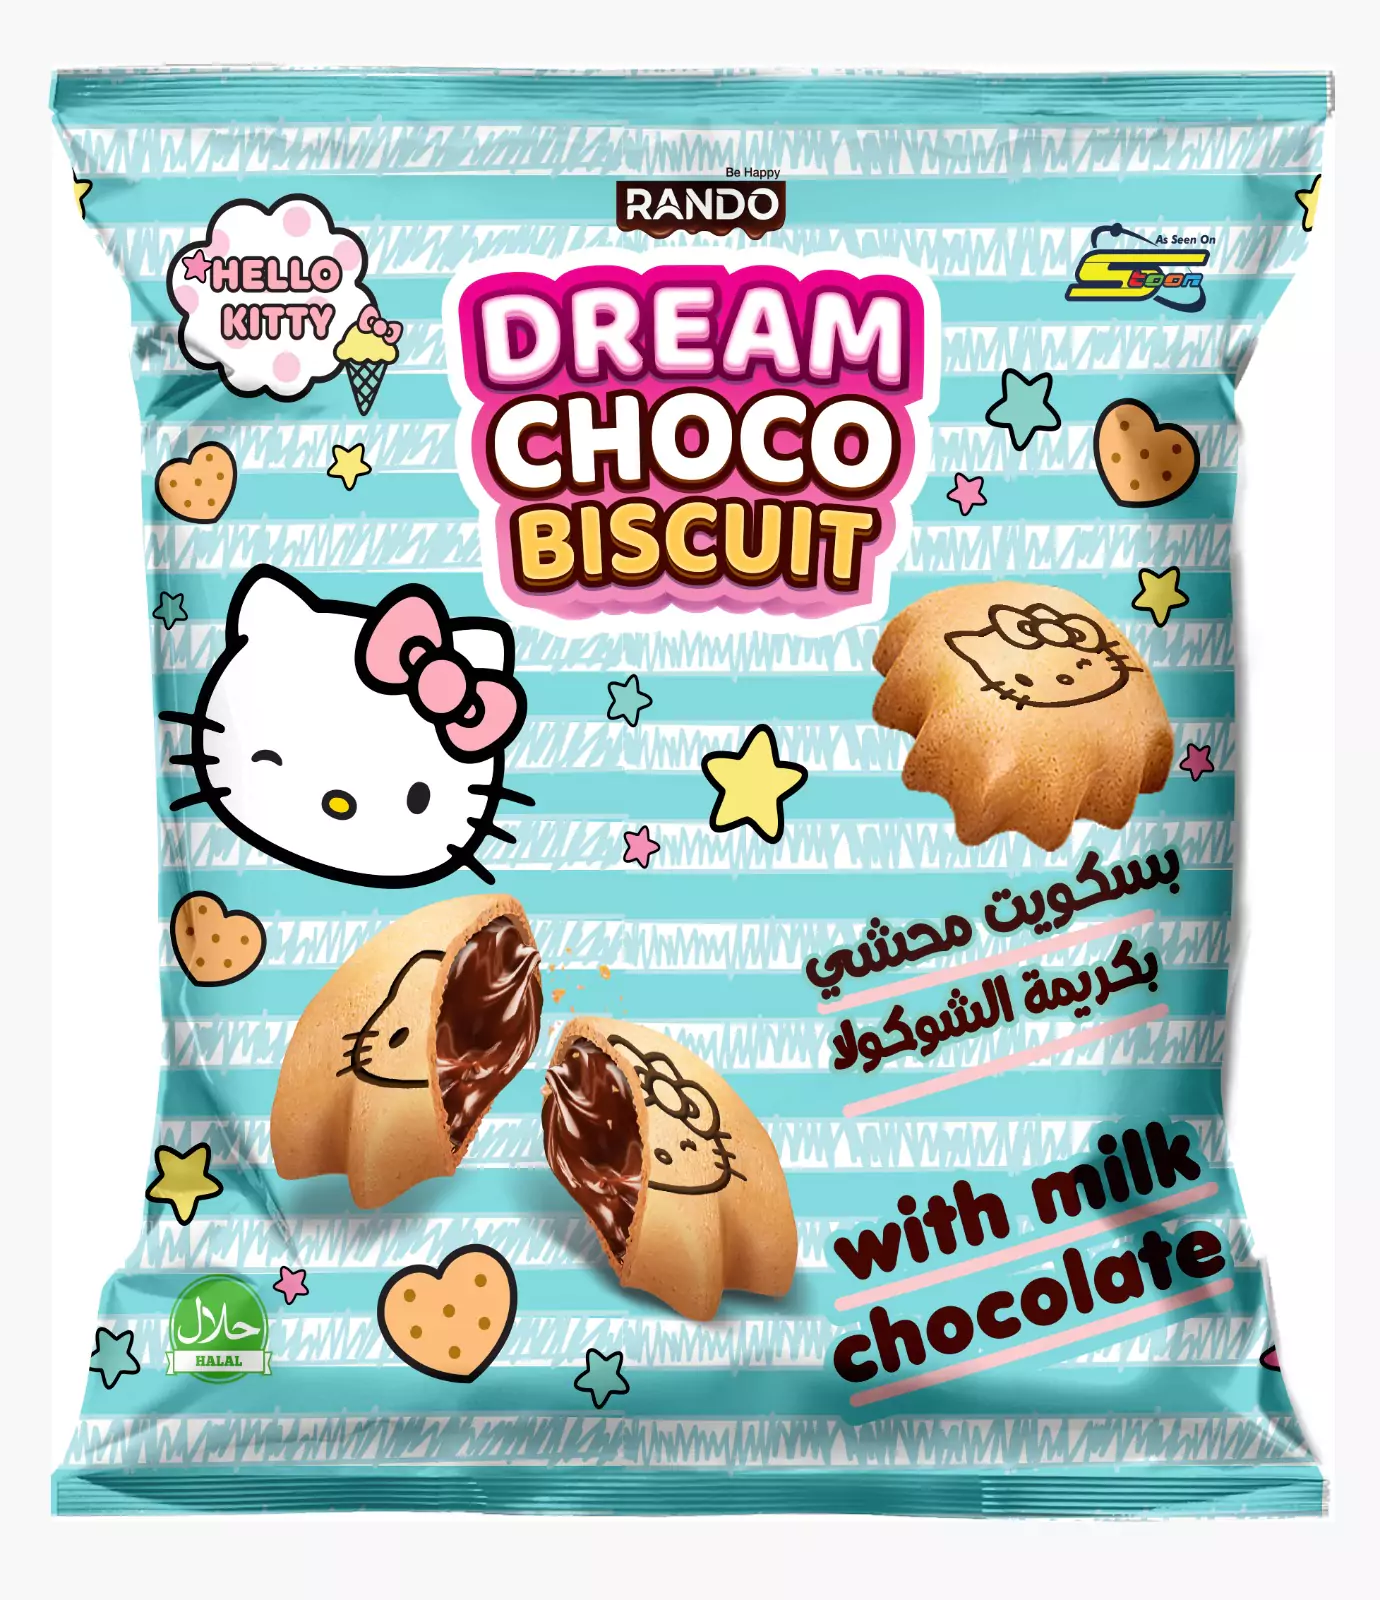 Be Happy
RANDO
HELLO
KITTY
As Seen On
Stoon
DREAM
CHOCO
BISCUIT
بسكويت محشي
بكريمة الشوكولا
with milk
chocolate
حلال
HALAL